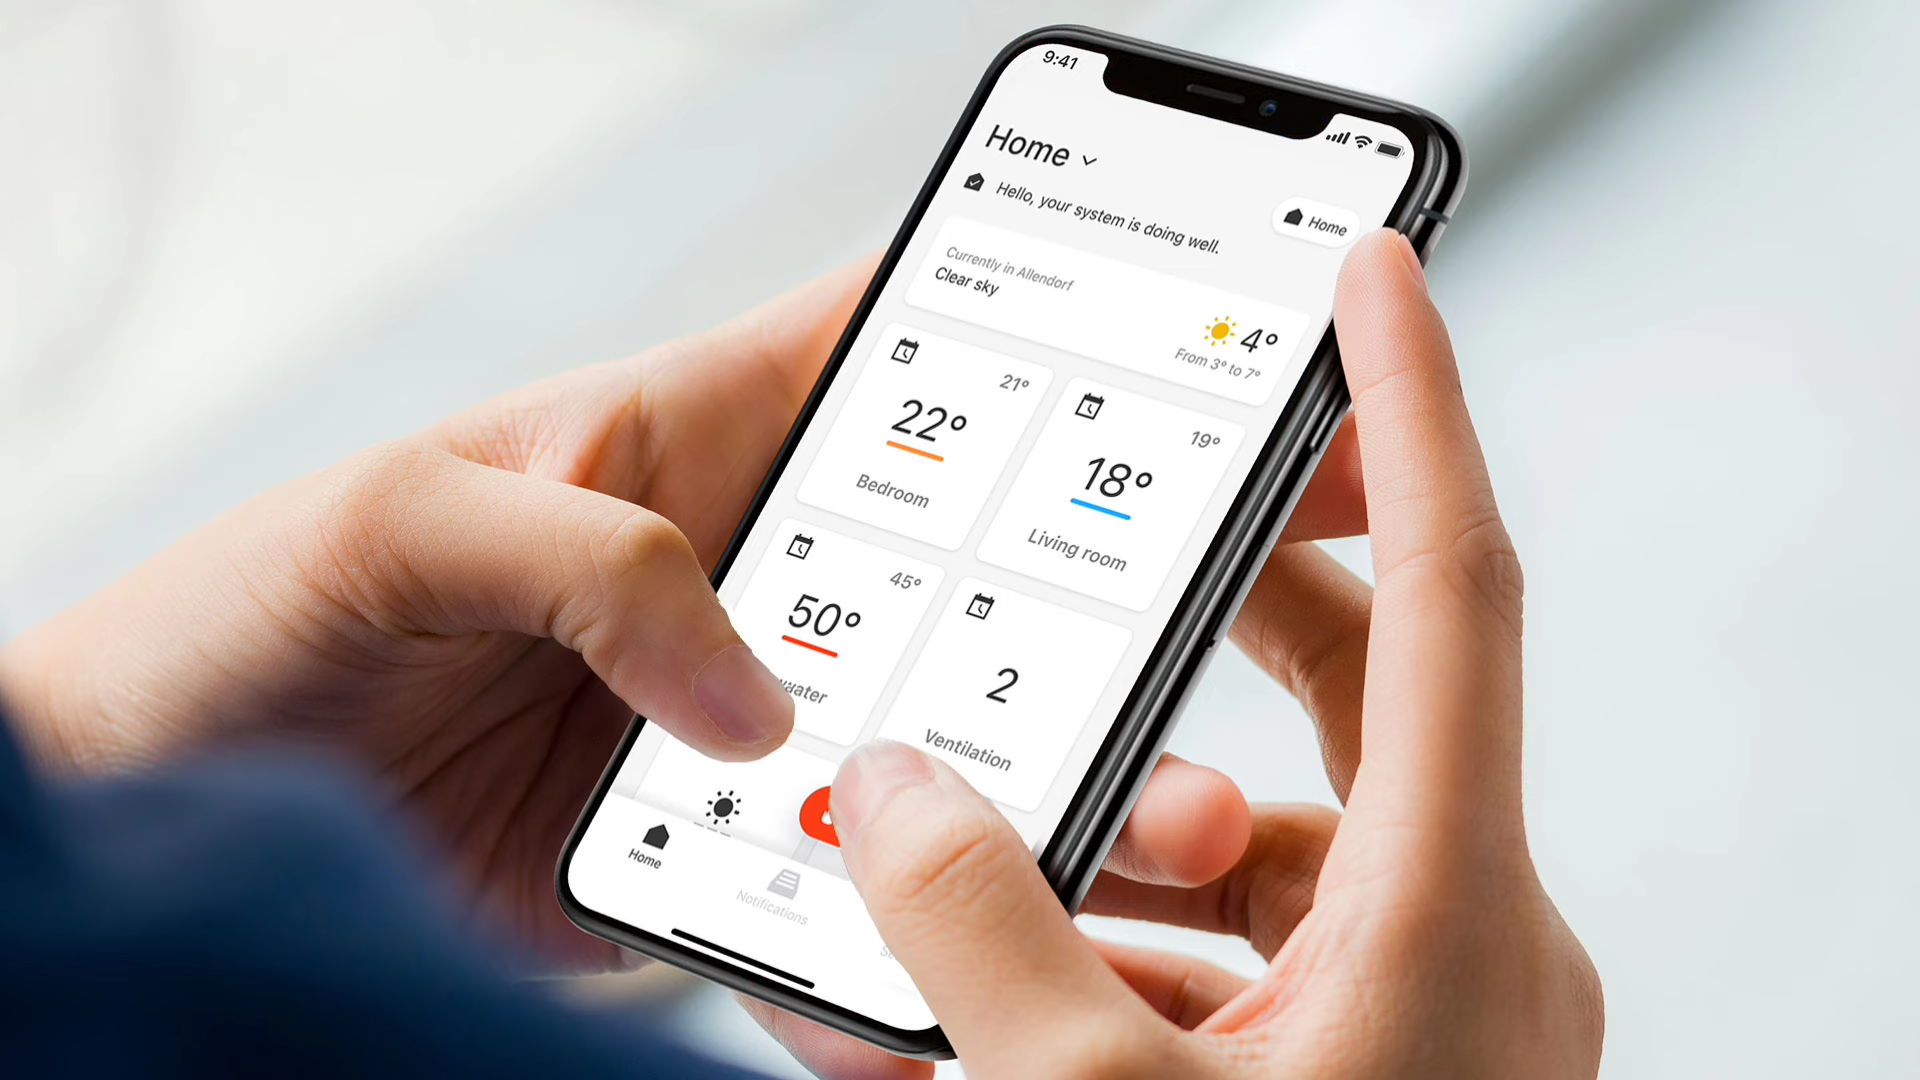 9:41
Home
Hello, your system is doing well.
Home
Currently in Allendorf
Clear sky
4°
From 3° to 7°
21°
22°
Bedroom
19°
18°
Living room
45°
50°
2
Ventilation
Home
Notifications